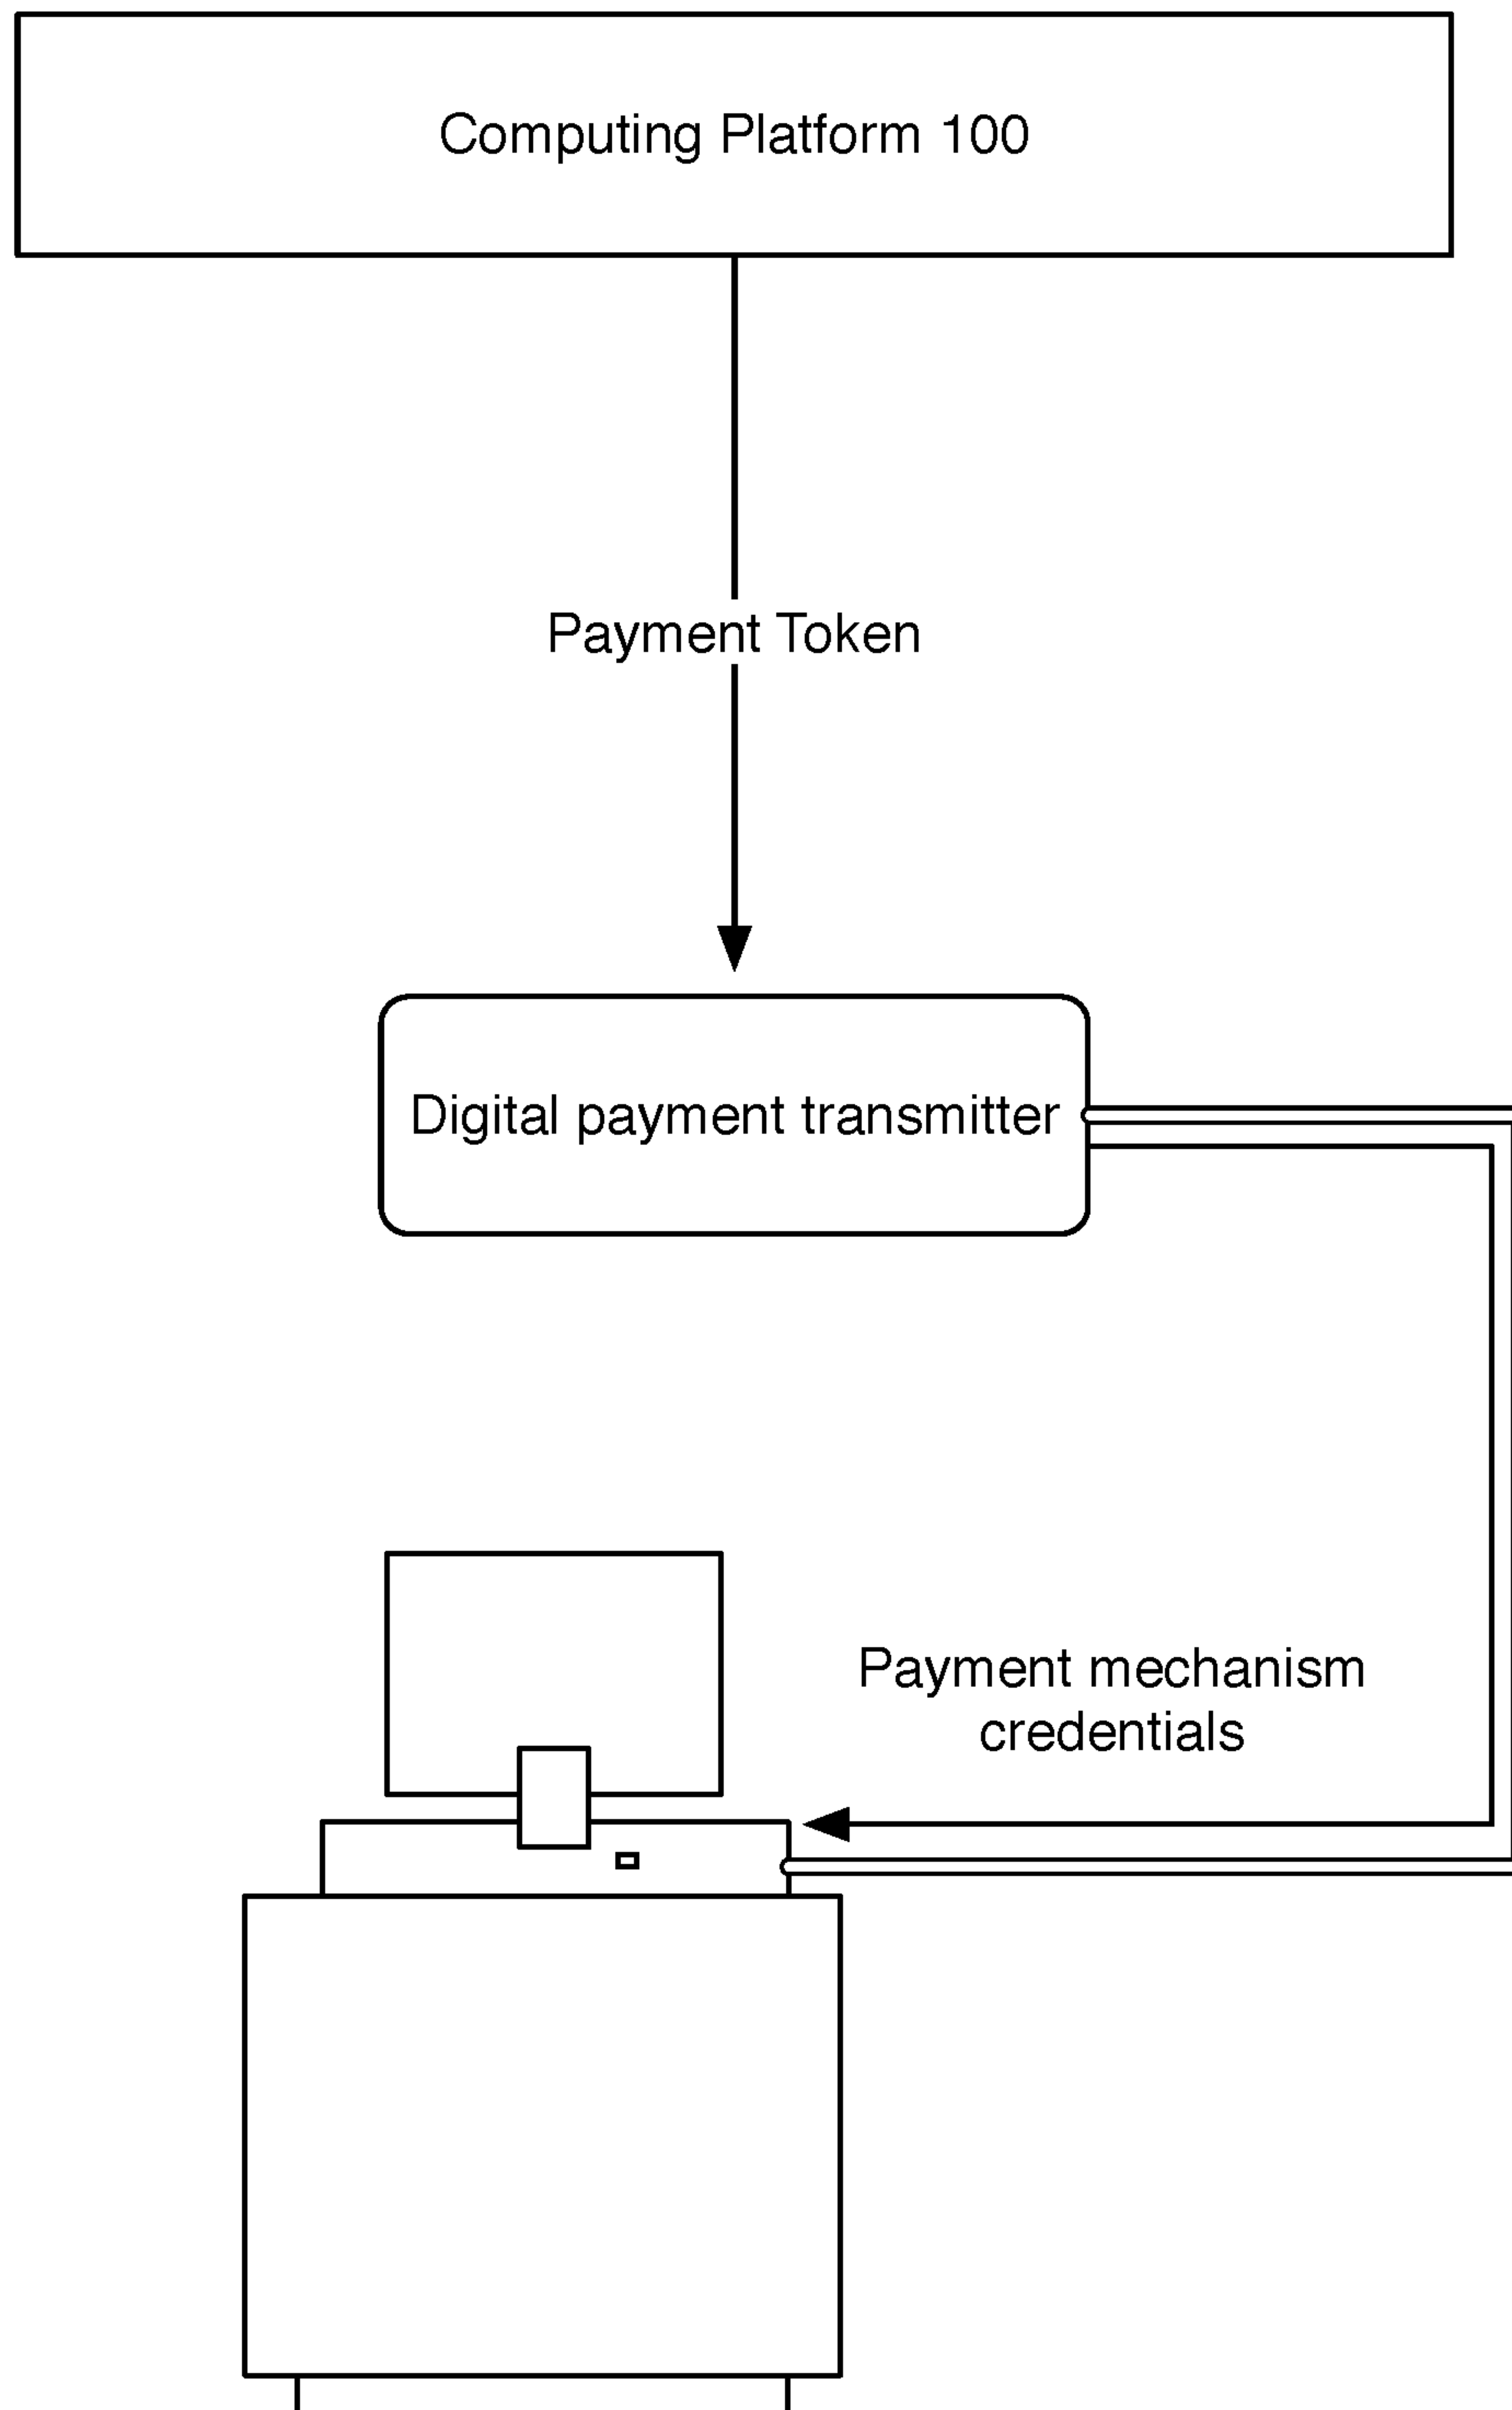 Computing Platform 100
Payment Token
Digital payment transmitter
Payment mechanism
credentials